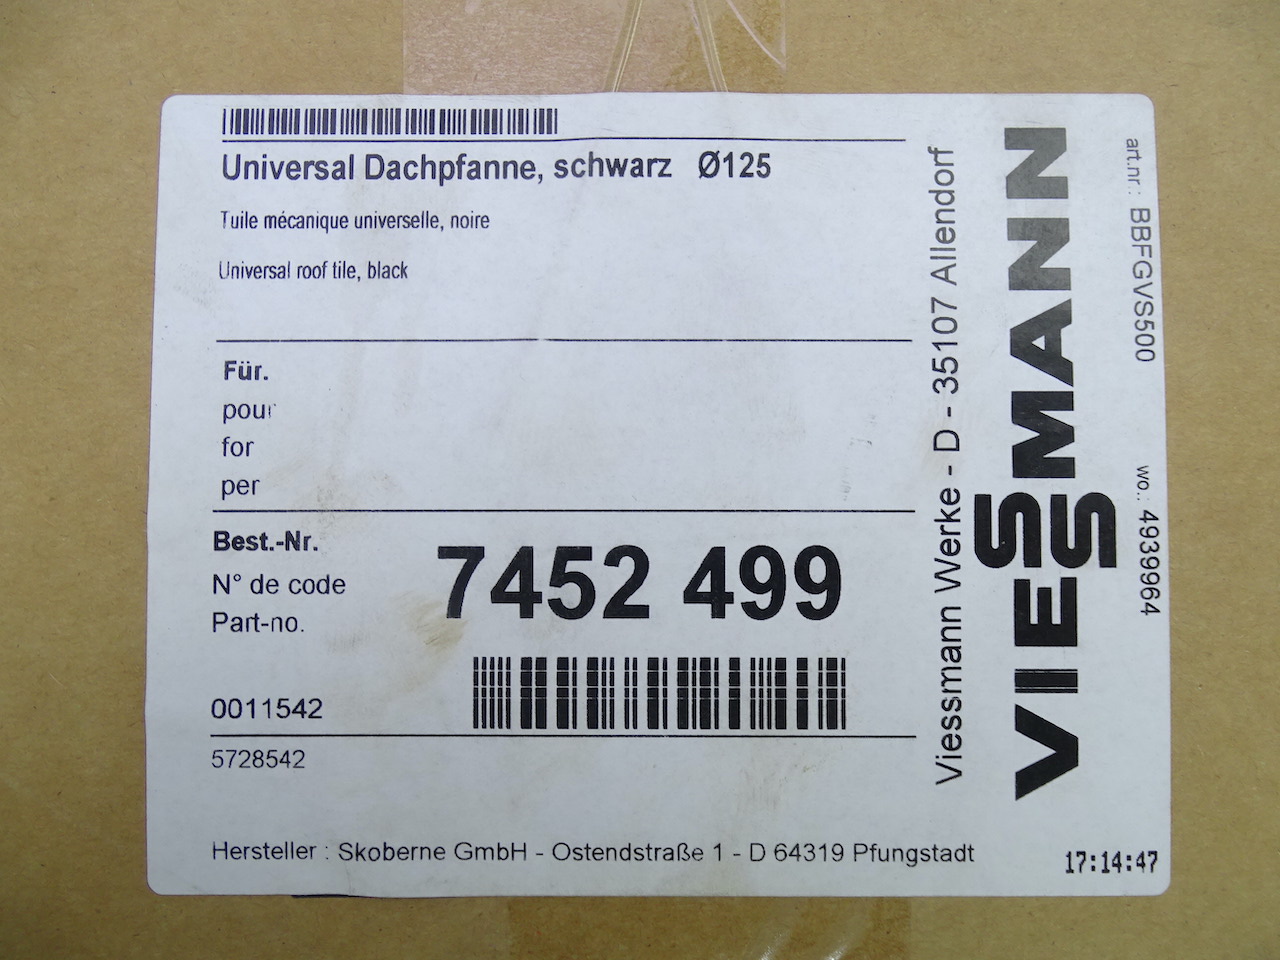 Universal Dachpfanne, schwarz Ø125
Tuile mécanique universelle, noire
Universal roof tile, black
Für.
pour
for
per
Best.-Nr.
N° de code
Part-no.
7452 499
0011542
5728542
Hersteller : Skoberne GmbH - Ostendstraße 1 - D 64319 Pfungstadt
17:14:47
Viessmann Werke - D - 35107 Allendorf
VIESSMANN
art.nr.: BBFGVS500
wo.: 4939964